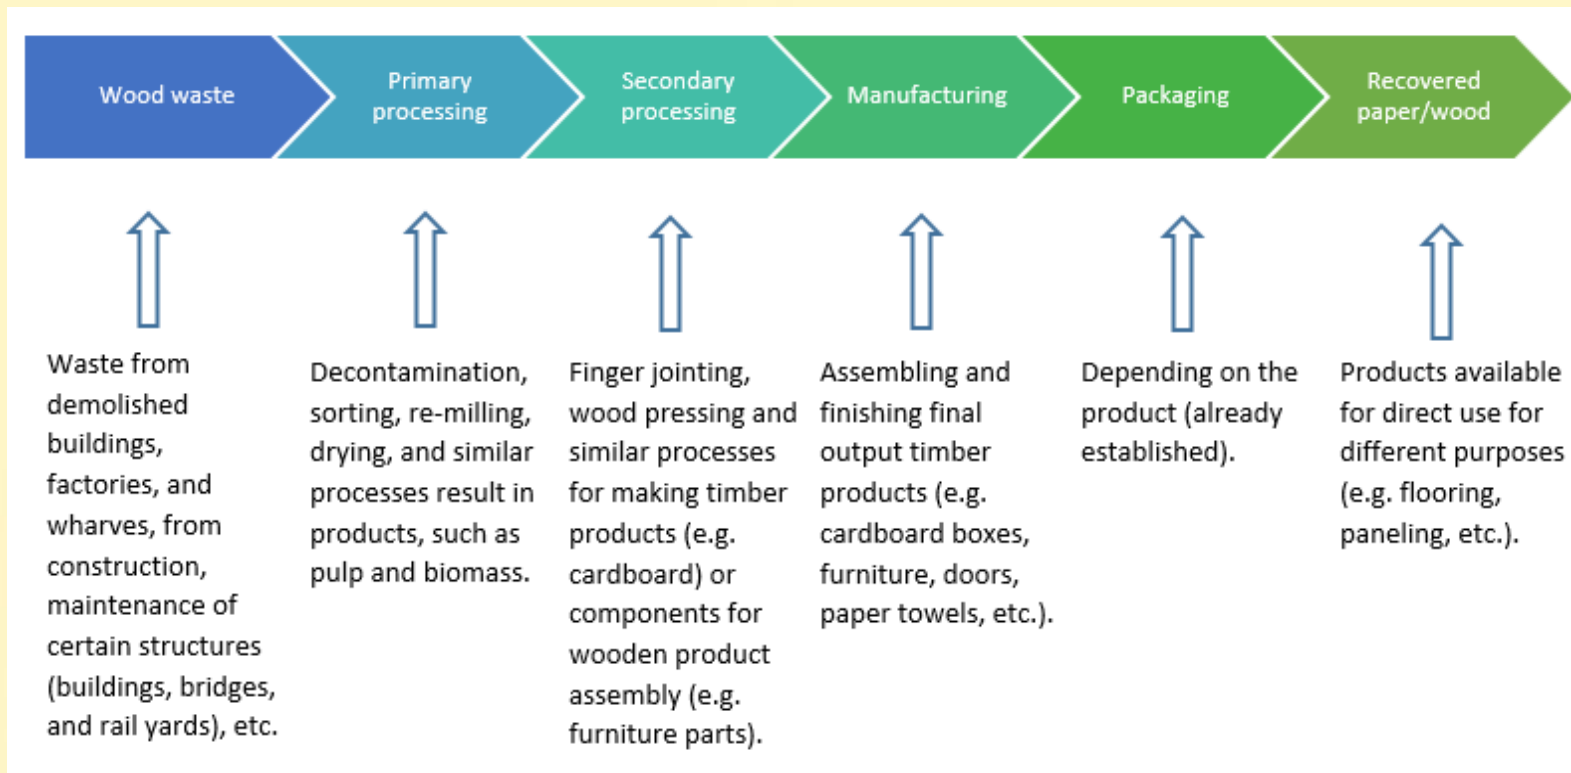 Wood waste
Primary
processing
Secondary
processing
Manufacturing
Packaging
Recovered
paper/wood
Waste from
demolished
buildings,
factories, and
wharves, from
construction,
maintenance of
certain structures
(buildings, bridges,
and rail yards), etc.
Decontamination,
sorting, re-milling,
drying, and similar
processes result in
products, such as
pulp and biomass.
Finger jointing,
wood pressing and
similar processes
for making timber
products (e.g.
cardboard) or
components for
wooden product
assembly (e.g.
furniture parts).
Assembling and
finishing final
output timber
products (e.g.
cardboard boxes,
furniture, doors,
paper towels, etc.).
Depending on the
product (already
established).
Products available
for direct use for
different purposes
(e.g. flooring,
paneling, etc.).